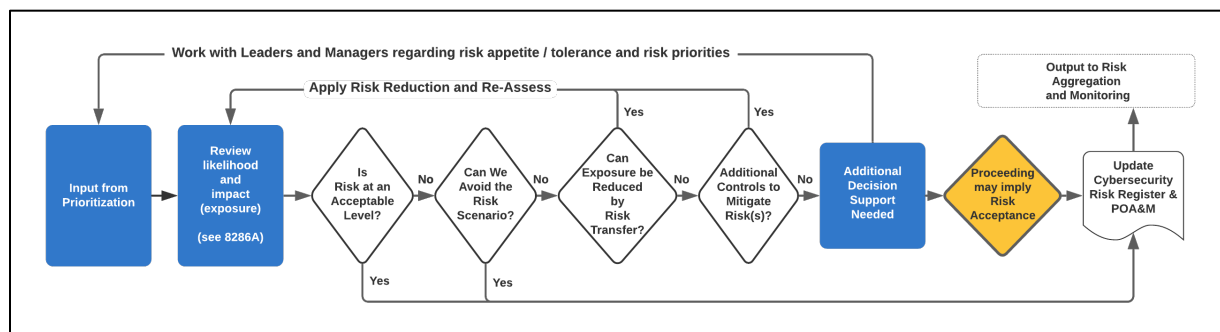 Work with Leaders and Managers regarding risk appetite / tolerance and risk priorities
Apply Risk Reduction and Re-Assess
Output to Risk
Aggregation
and Monitoring
Input from
Prioritization
Review
likelihood
and
impact
(exposure)
(see 8286A)
Is
Risk at an
Acceptable
Level?
No
Can We
Avoid the
Risk
Scenario?
No
Can
Exposure be
Reduced
by
Risk
Transfer?
Yes
No
Additional
Controls to
Mitigate
Risk(s)?
Yes
No
Additional
Decision
Support
Needed
Proceeding
may imply
Risk
Acceptance
Update
Cybersecurity
Risk Register &
POA&M
Yes
Yes